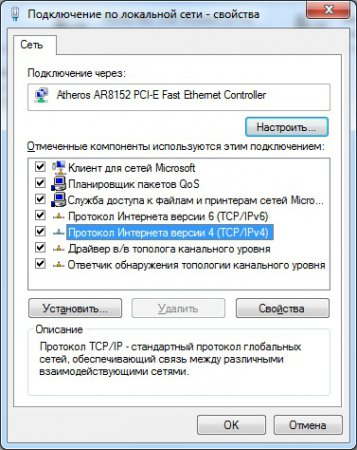 Подключение по локальной сети - свойства
Сеть
Подключение через:
Atheros AR8152 PCI-E Fast Ethernet Controller
Настроить...
Отмеченные компоненты используются этим подключением:
Клиент для сетей Microsoft
Планировщик пакетов QoS
Служба доступа к файлам и принтерам сетей Micro...
Протокол Интернета версии 6 (TCP/IPv6)
Протокол Интернета версии 4 (TCP/IPv4)
Драйвер в/в тополога канального уровня
Ответчик обнаружения топологии канального уровня
Установить... Удалить Свойства
Описание
Протокол TCP/IP - стандартный протокол глобальных
сетей, обеспечивающий связь между различными
взаимодействующими сетями.
OK Отмена